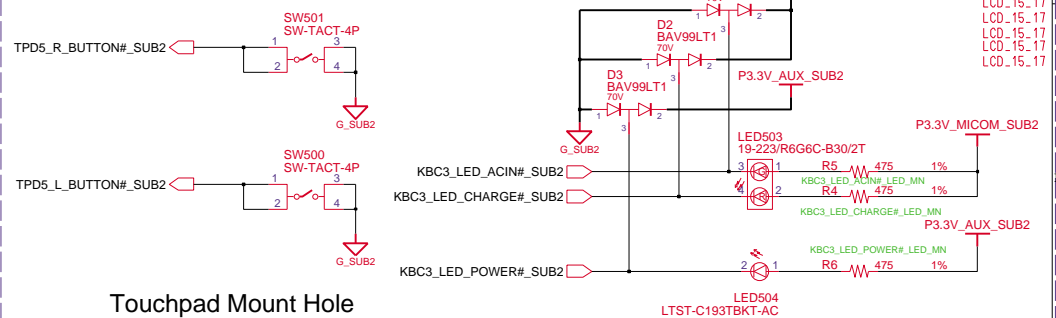 SW501
SW-TACT-4P
TPD5_R_BUTTON#_SUB2
1
3
2
4
G_SUB2
SW500
SW-TACT-4P
TPD5_L_BUTTON#_SUB2
1
3
2
4
G_SUB2
Touchpad Mount Hole
1
2
3
D2
BAV99LT1
70V
1
2
3
D3
BAV99LT1
70V
1
2
3
G_SUB2
P3.3V_AUX_SUB2
LCD_15_17
LCD_15_17
LCD_15_17
LCD_15_17
LED503
19-223/R6G6C-B30/2T
P3.3V_MICOM_SUB2
KBC3_LED_ACIN#_SUB2
3
1
R5
475
1%
KBC3_LED_ACIN#_LED_MN
KBC3_LED_CHARGE#_SUB2
4
2
R4
475
1%
KBC3_LED_CHARGE#_LED_MN
P3.3V_AUX_SUB2
KBC3_LED_POWER#_LED_MN
KBC3_LED_POWER#_SUB2
2
1
R6
475
1%
LED504
LTST-C193TBKT-AC